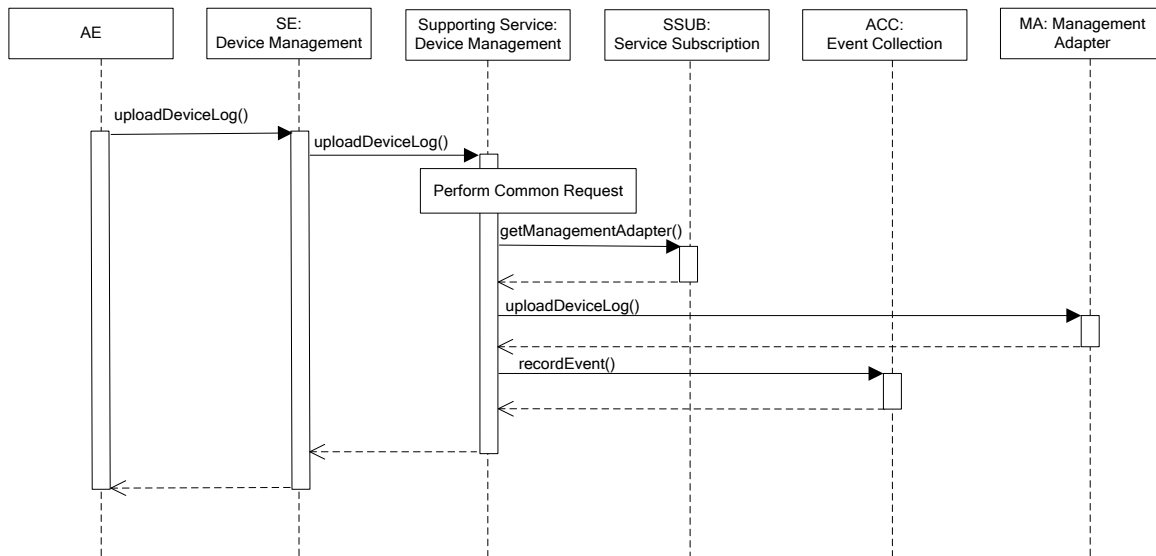 AE
SE:
Device Management
Supporting Service:
Device Management
SSUB:
Service Subscription
ACC:
Event Collection
MA: Management
Adapter
uploadDeviceLog()
uploadDeviceLog()
Perform Common Request
getManagementAdapter()
uploadDeviceLog()
recordEvent()